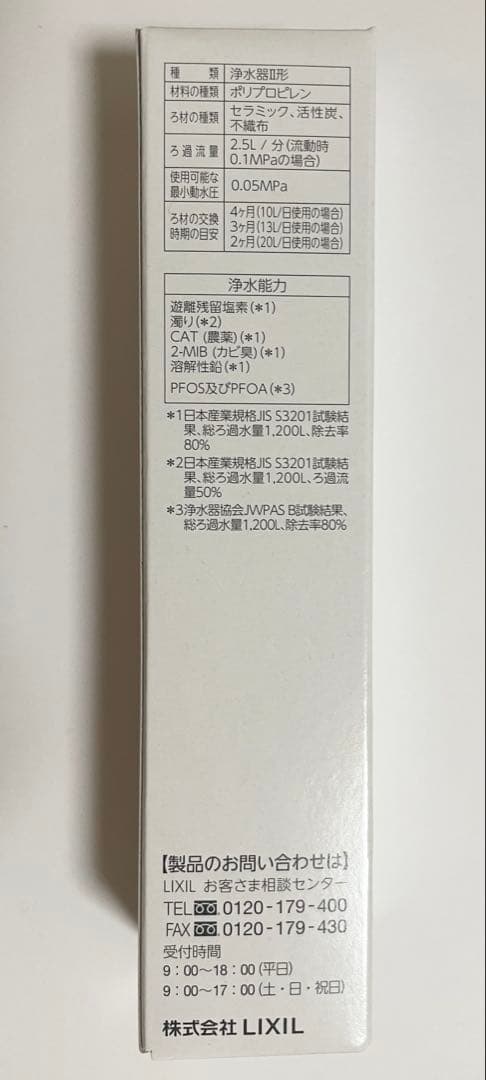 種類 浄水器Ⅱ形
材料の種類 ポリプロピレン
ろ材の種類 セラミック、活性炭、
不織布
ろ過流量 2.5L / 分(流動時
0.1MPaの場合)
使用可能な
最小動水圧 0.05MPa
ろ材の交換
時期の目安
4ヶ月(10L/日使用の場合)
3ヶ月(13L/日使用の場合)
2ヶ月(20L/日使用の場合)
浄水能力
遊離残留塩素(*1)
濁り(*2)
CAT (農薬)(*1)
2-MIB (カビ臭)(*1)
溶解性鉛(*1)
PFOS及びPFOA(*3)
*1日本産業規格JIS S3201試験結
果、総ろ過水量1,200L、除去率
80%
*2日本産業規格JIS S3201試験結
果、総ろ過水量1,200L、ろ過流
量50%
*3浄水器協会JWPAS B試験結果、
総ろ過水量1,200L、除去率80%
【製品のお問い合わせは】
LIXIL お客さま相談センター
TEL 0120-179-400
FAX 0120-179-430
受付時間
9:00〜18:00(平日)
9:00〜17:00(土・日・祝日)
株式会社 LIXIL